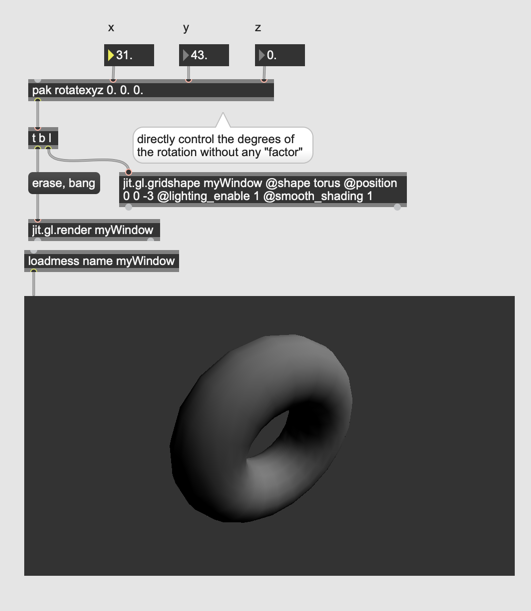 x y z
31. 43. 0.
pak rotatexyz 0. 0. 0.
t b l
directly control the degrees of
the rotation without any "factor"
erase, bang
jit.gl.gridshape myWindow @shape torus @position
0 0 -3 @lighting_enable 1 @smooth_shading 1
jit.gl.render myWindow
loadmess name myWindow